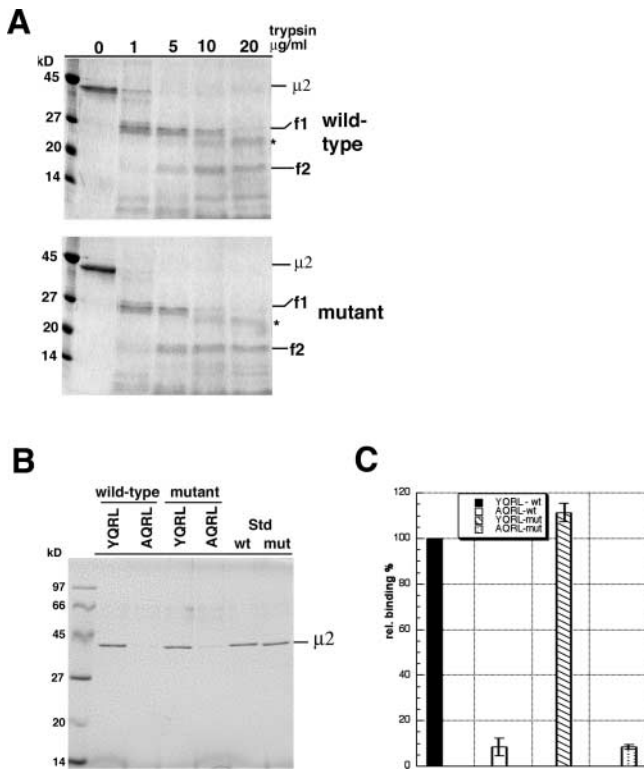 A
trypsin
0 1 5 10 20 µg/ml
kD
45
27
20
14
µ2
f1
*
f2
wild-
type
45
27
20
14
µ2
f1
*
f2
mutant
B
wild-type mutant
YQRL AQRL YQRL AQRL Std
wt mut
kD
97
66
45
27
20
14
µ2
C
YQRL - wt
AQRL-wt
YQRL-mut
AQRL-mut
rel. binding %
120
100
80
60
40
20
0